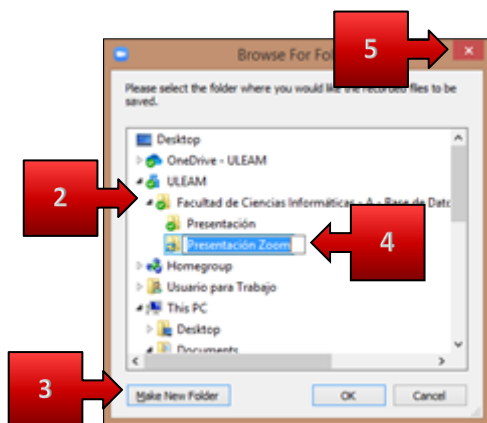 5
Browse For Fol
Please select the folder where you would like the recorded files to be
saved.
Desktop
OneDrive - ULEAM
ULEAM
2
Facultad de Ciencias Informáticas - A - Base de Dato
Presentación
Presentación Zoom
4
Homegroup
Usuario para Trabajo
This PC
Desktop
Documents
3
Make New Folder
OK
Cancel